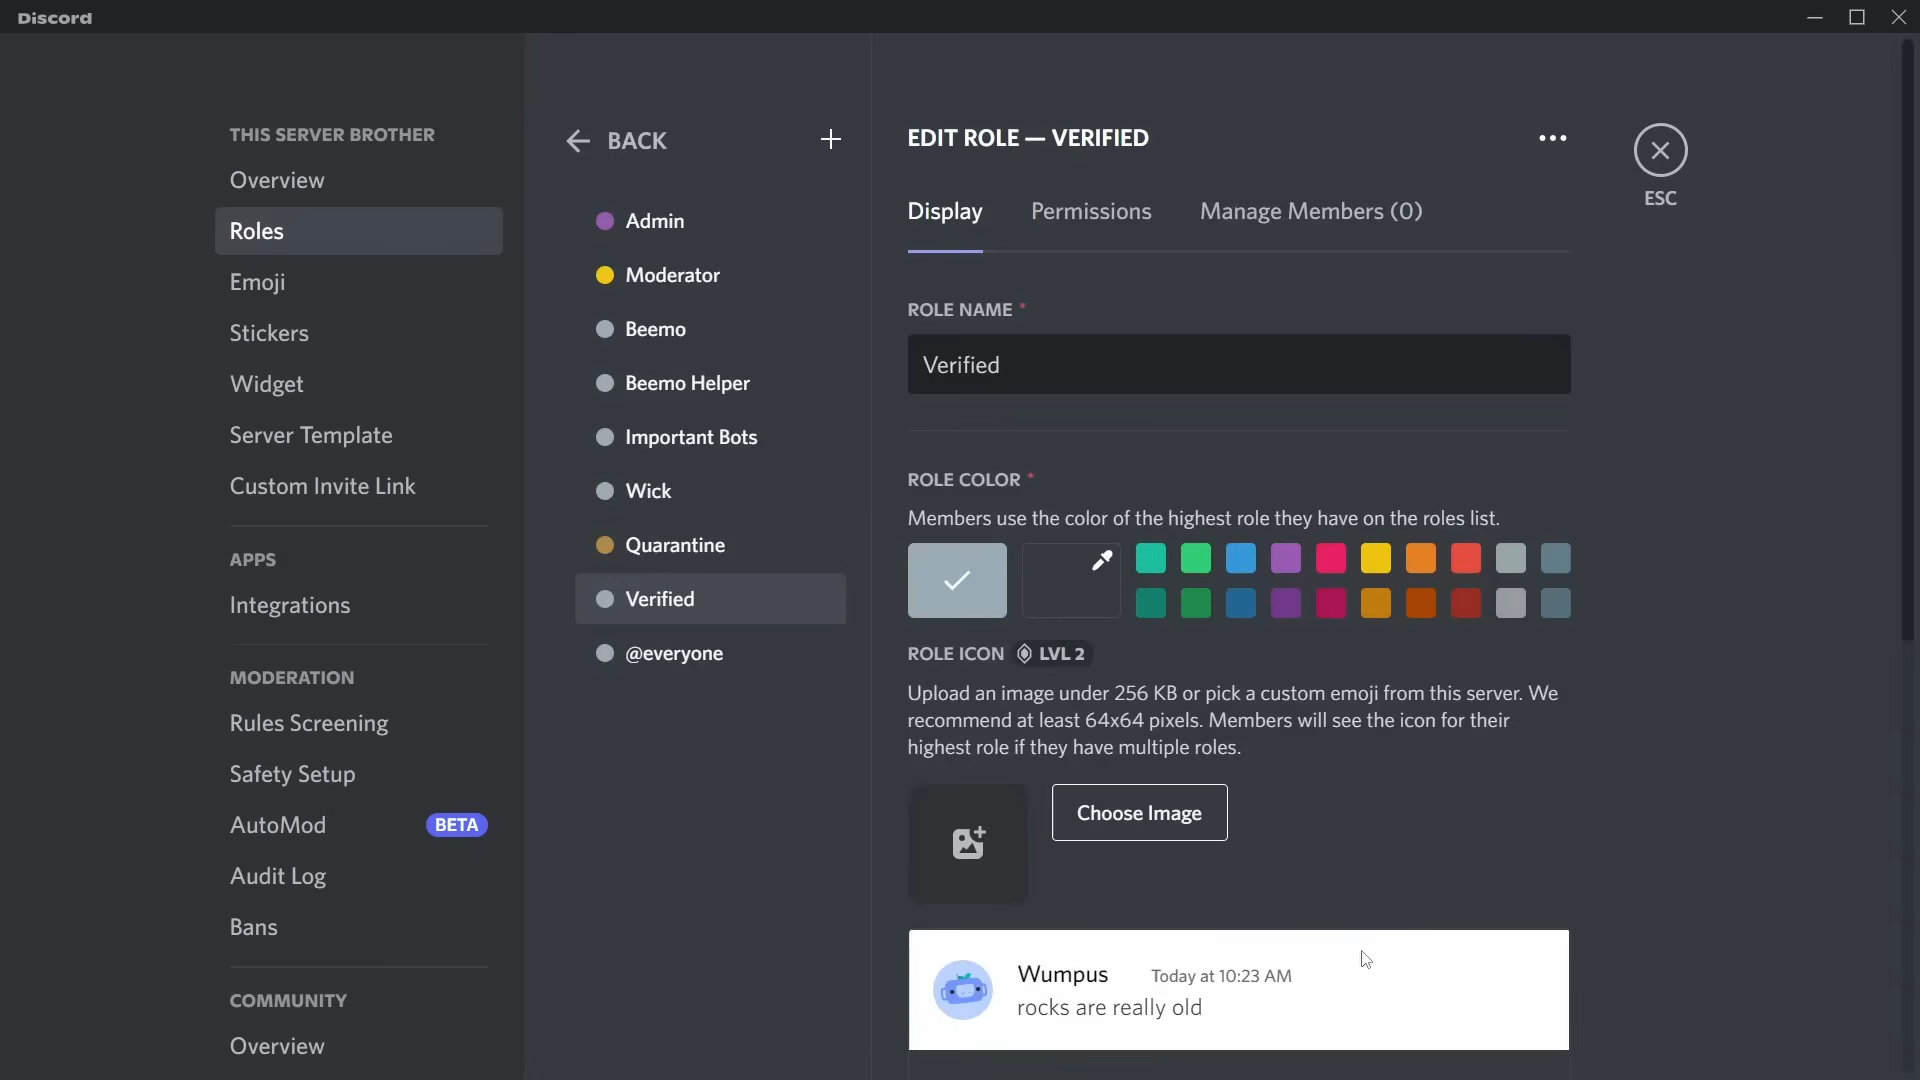 Discord
THIS SERVER BROTHER
Overview
Roles
Emoji
Stickers
Widget
Server Template
Custom Invite Link
APPS
Integrations
MODERATION
Rules Screening
Safety Setup
AutoMod BETA
Audit Log
Bans
COMMUNITY
Overview
BACK
Admin
Moderator
Beemo
Beemo Helper
Important Bots
Wick
Quarantine
Verified
@everyone
EDIT ROLE — VERIFIED
ESC
Display Permissions Manage Members (0)
ROLE NAME *
Verified
ROLE COLOR *
Members use the color of the highest role they have on the roles list.
ROLE ICON LVL 2
Upload an image under 256 KB or pick a custom emoji from this server. We
recommend at least 64x64 pixels. Members will see the icon for their
highest role if they have multiple roles.
Choose Image
Wumpus Today at 10:23 AM
rocks are really old